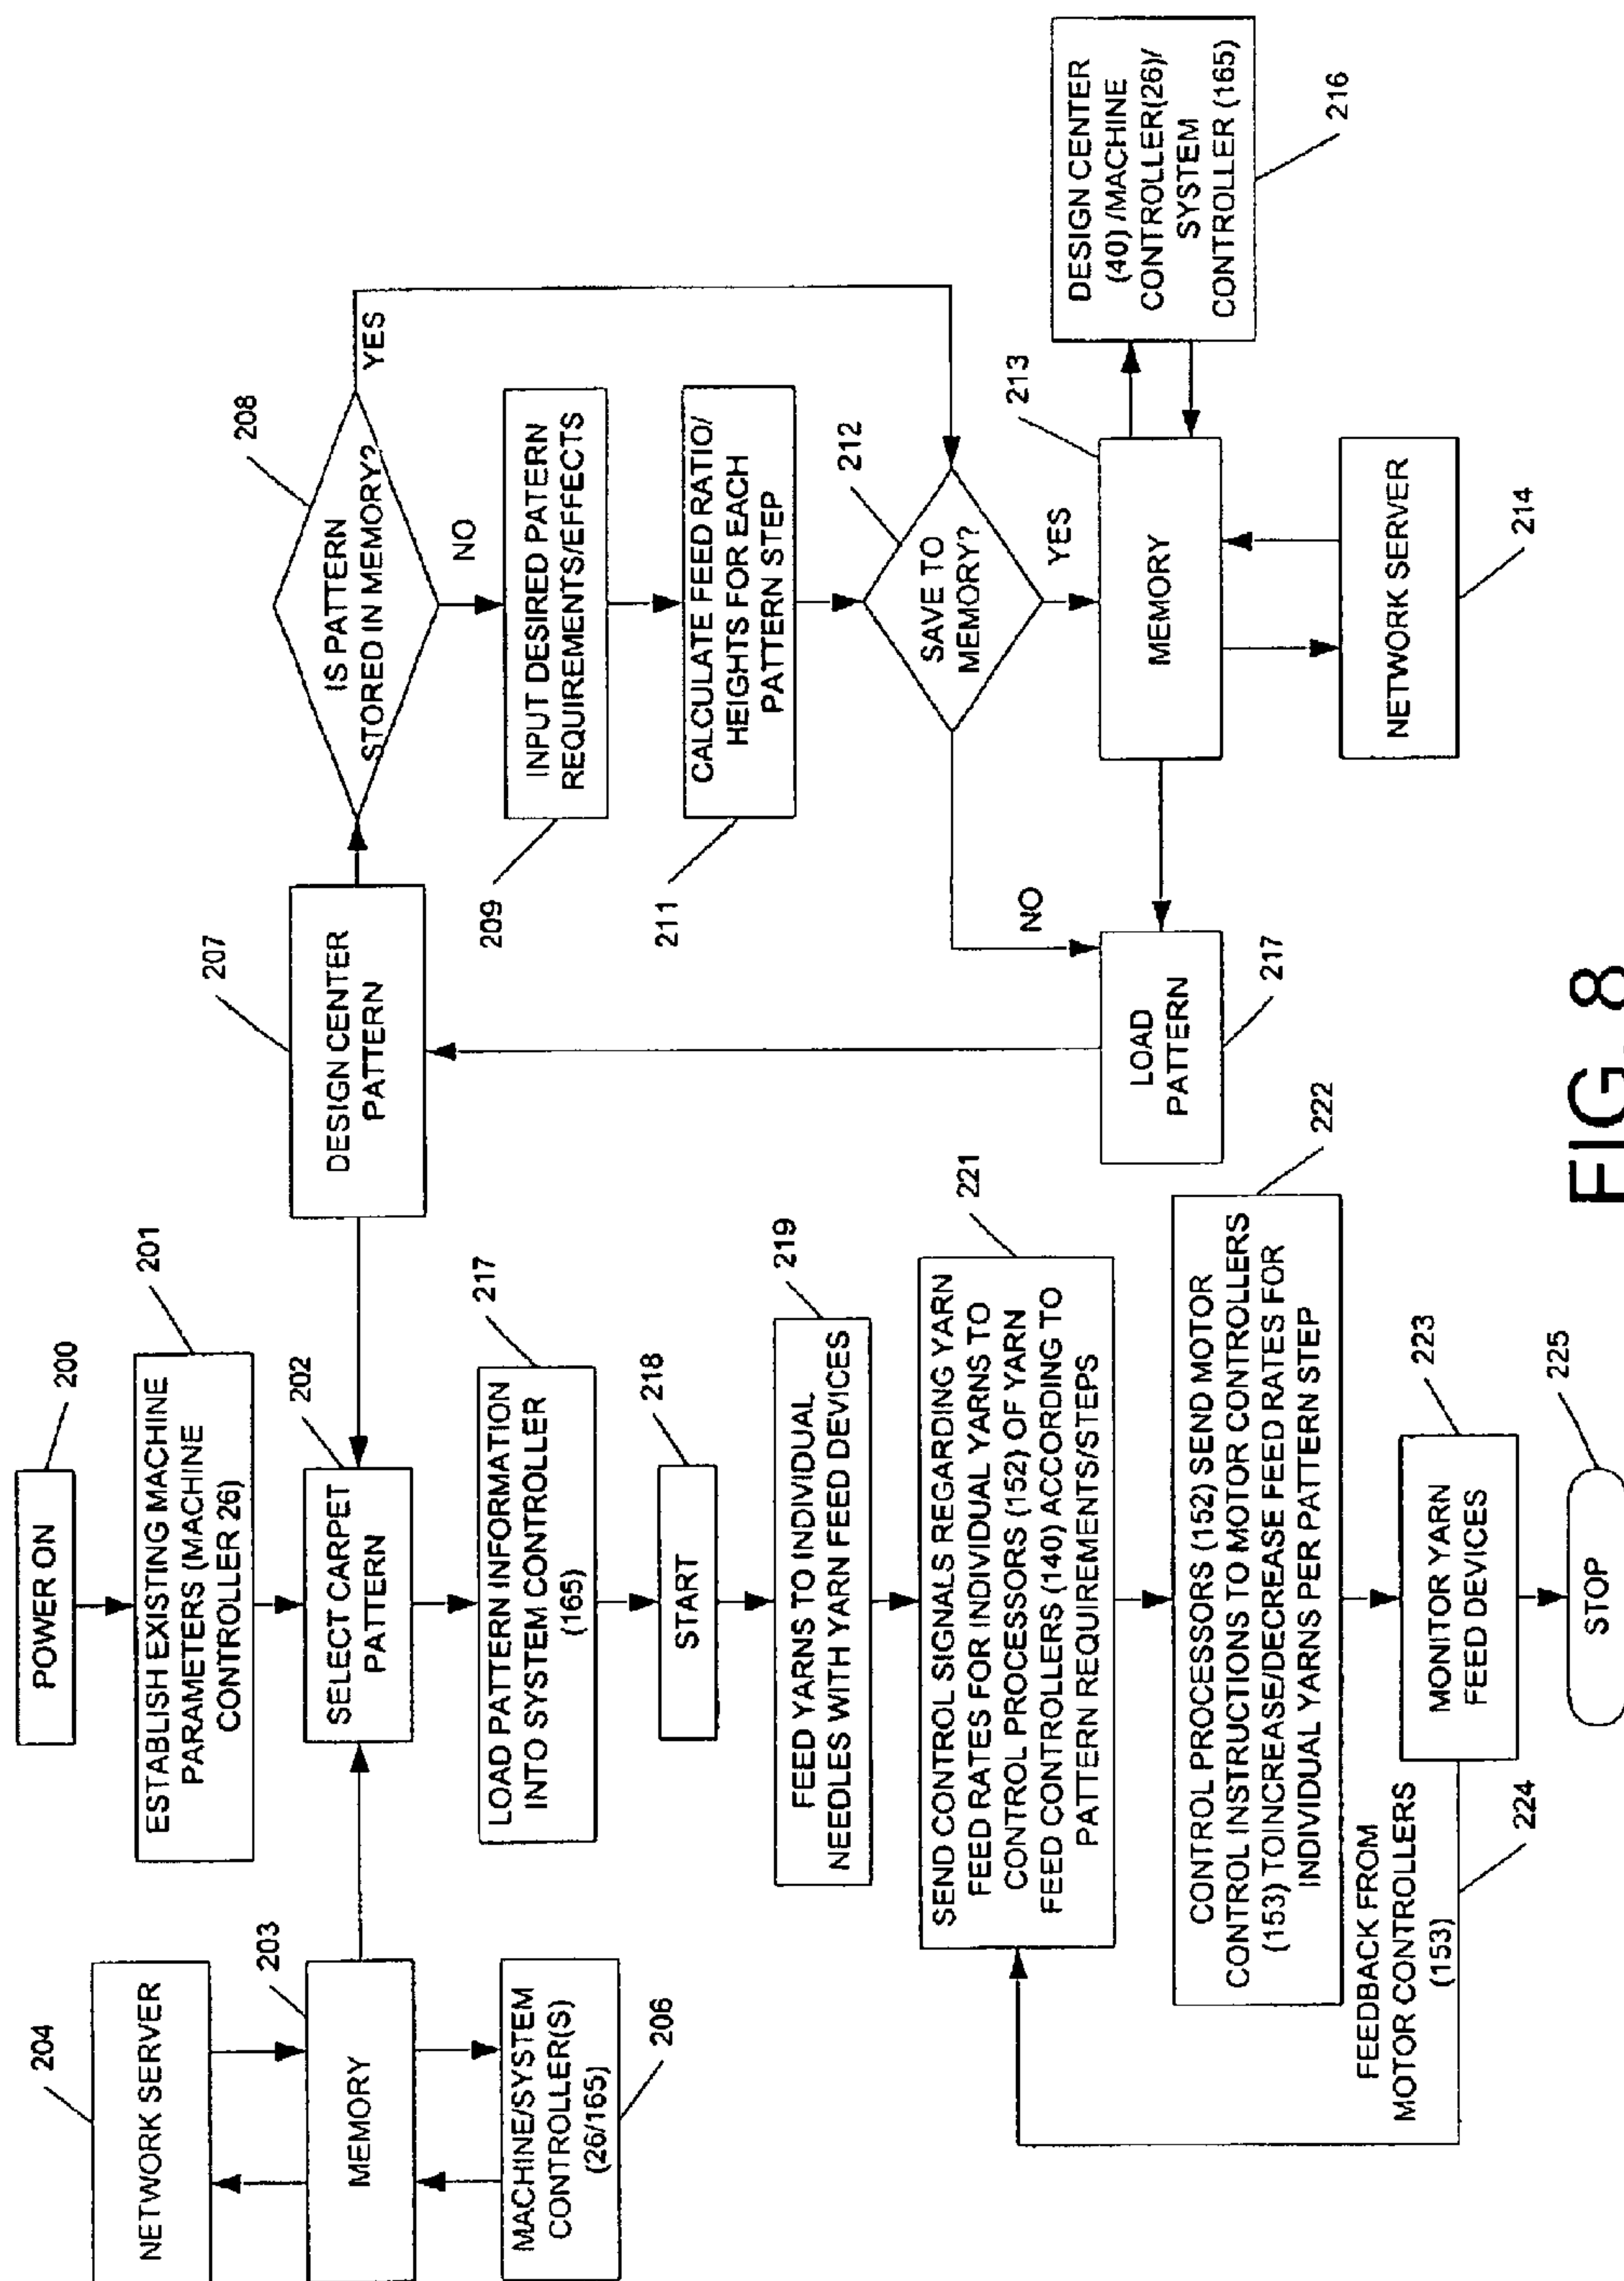 200
POWER ON
201
ESTABLISH EXISTING MACHINE
PARAMETERS (MACHINE
CONTROLLER 26)
202
SELECT CARPET
PATTERN
204
NETWORK SERVER
203
MEMORY
MACHINE/SYSTEM
CONTROLLER(S)
(26/165)
206
207
DESIGN CENTER
PATTERN
208
IS PATTERN
STORED IN MEMORY?
YES
NO
INPUT DESIRED PATERN
REQUIREMENTS/EFFECTS
209
CALCULATE FEED RATIO/
HEIGHTS FOR EACH
PATTERN STEP
211
212
SAVE TO
MEMORY?
YES
NO
213
MEMORY
NETWORK SERVER
214
DESIGN CENTER
(40) /MACHINE
CONTROLLER(26)/
SYSTEM
CONTROLLER (165)
216
LOAD
PATTERN
217
217
LOAD PATTERN INFORMATION
INTO SYSTEM CONTROLLER
(165)
218
START
219
FEED YARNS TO INDIVIDUAL
NEEDLES WITH YARN FEED DEVICES
221
SEND CONTROL SIGNALS REGARDING YARN
FEED RATES FOR INDIVIDUAL YARNS TO
CONTROL PROCESSORS (152) OF YARN
FEED CONTROLLERS (140) ACCORDING TO
PATTERN REQUIREMENTS/STEPS
222
CONTROL PROCESSORS (152) SEND MOTOR
CONTROL INSTRUCTIONS TO MOTOR CONTROLLERS
(153) TOINCREASE/DECREASE FEED RATES FOR
INDIVIDUAL YARNS PER PATTERN STEP
223
MONITOR YARN
FEED DEVICES
FEEDBACK FROM
MOTOR CONTROLLERS
(153)
224
225
STOP
FIG. 8